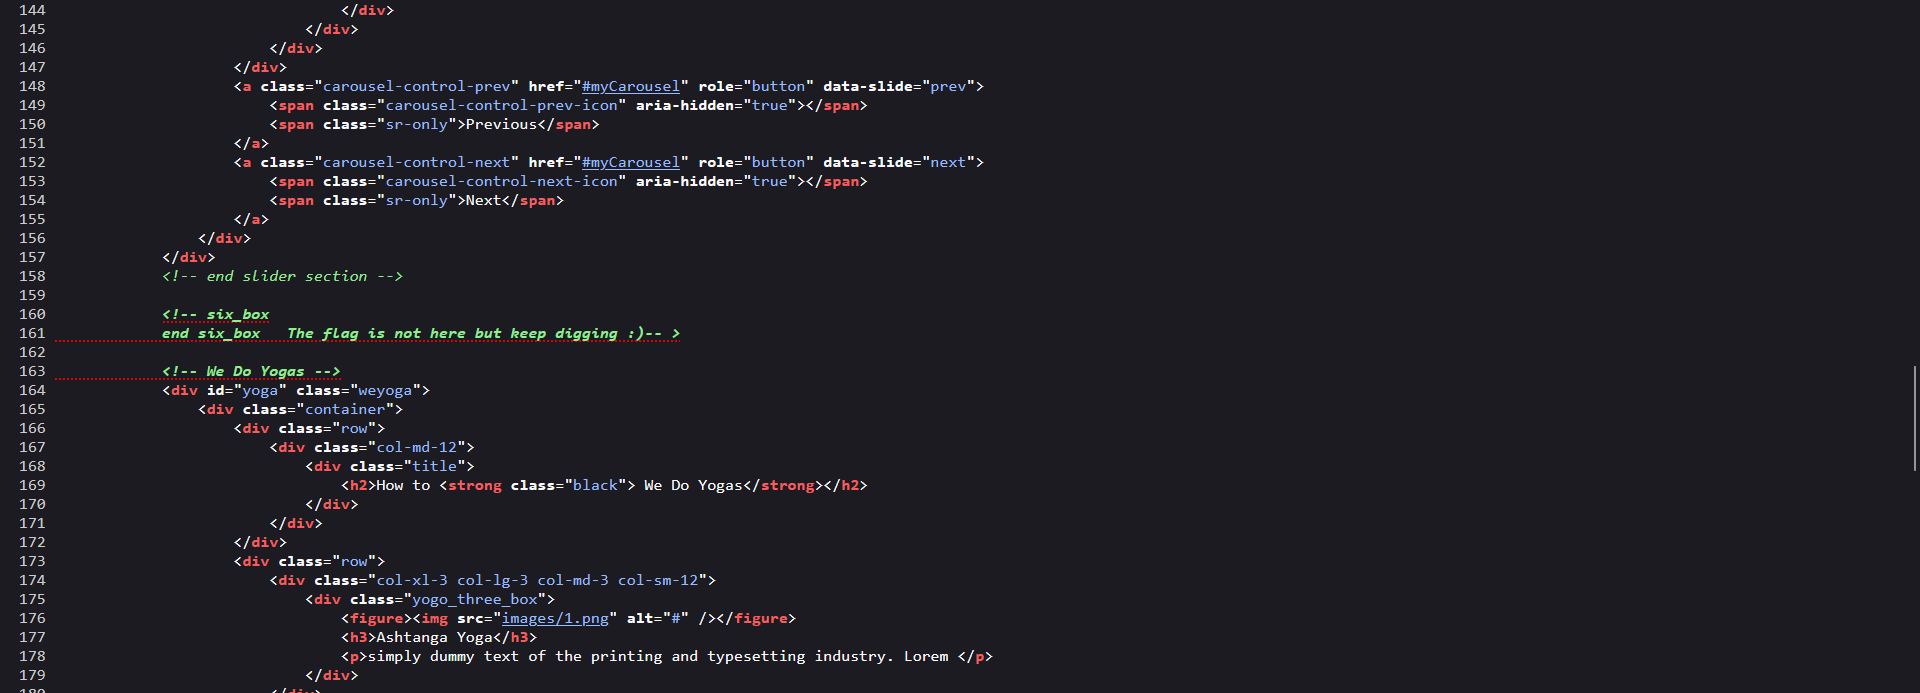 144                                 </div>
145                             </div>
146                         </div>
147                     </div>
148                     <a class="carousel-control-prev" href="#myCarousel" role="button" data-slide="prev">
149                         <span class="carousel-control-prev-icon" aria-hidden="true"></span>
150                         <span class="sr-only">Previous</span>
151                     </a>
152                     <a class="carousel-control-next" href="#myCarousel" role="button" data-slide="next">
153                         <span class="carousel-control-next-icon" aria-hidden="true"></span>
154                         <span class="sr-only">Next</span>
155                     </a>
156                 </div>
157             </div>
158             <!-- end slider section -->
159
160             <!-- six_box
161             end six_box   The flag is not here but keep digging :)-- >
162
163             <!-- We Do Yogas -->
164             <div id="yoga" class="weyoga">
165                 <div class="container">
166                     <div class="row">
167                         <div class="col-md-12">
168                             <div class="title">
169                                 <h2>How to <strong class="black"> We Do Yogas</strong></h2>
170                             </div>
171                         </div>
172                     </div>
173                     <div class="row">
174                         <div class="col-xl-3 col-lg-3 col-md-3 col-sm-12">
175                             <div class="yogo_three_box">
176                                 <figure><img src="images/1.png" alt="#" /></figure>
177                                 <h3>Ashtanga Yoga</h3>
178                                 <p>simply dummy text of the printing and typesetting industry. Lorem </p>
179                             </div>
180                         </div>